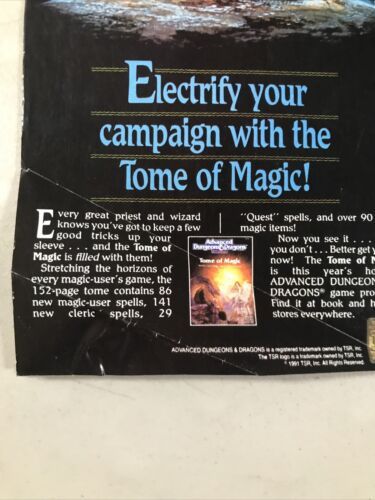 Electrify your
campaign with the
Tome of Magic!
Every great priest and wizard
knows you've got to keep a few
good tricks up your
sleeve . . . and the Tome of
Magic is filled with them!
Stretching the horizons of
every magic-user's game, the
152-page tome contains 86
new magic-user spells, 141
new cleric spells, 29
"Quest" spells, and over 90
magic items!
Now you see it . . .
you don't . . . Better get y
now! The Tome of M
is this year's ho
ADVANCED DUNGEON
DRAGONS® game pro
Find it at book and h
stores everywhere.
Advanced
Dungeons & Dragons
Tome of Magic
ADVANCED DUNGEONS & DRAGONS is a registered trademark owned by TSR, Inc.
The TSR logo is a trademark owned by TSR, Inc.
©1991 TSR, Inc. All Rights Reserved.